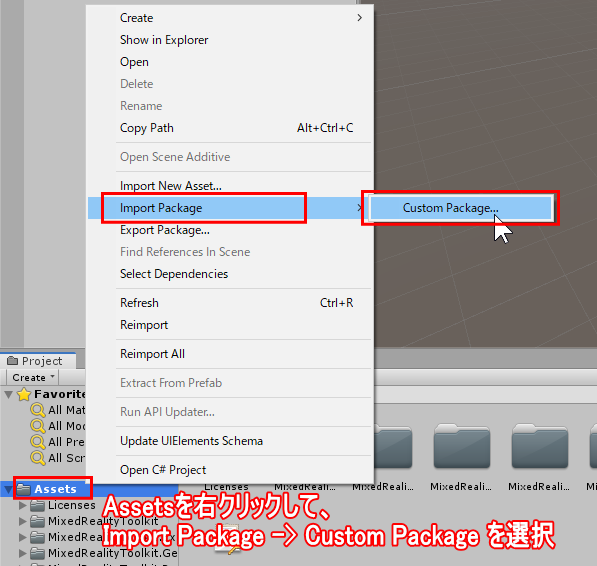 Create
Show in Explorer
Open
Delete
Rename
Copy Path Alt+Ctrl+C
Open Scene Additive
Import New Asset...
Import Package
Custom Package...
Export Package...
Find References In Scene
Select Dependencies
Refresh Ctrl+R
Reimport
Reimport All
Extract From Prefab
Run API Updater...
Update UIElements Schema
Open C# Project
Project
Create
Favorite
All Mat
All Mod
All Pre
All Scr
Assets
Licenses
MixedRealityToolkit
MixedRealityToolkit.Ge
Licenses MixedReali... MixedReali... MixedReali...
Assetsを右クリックして、
Import Package -> Custom Package を選択